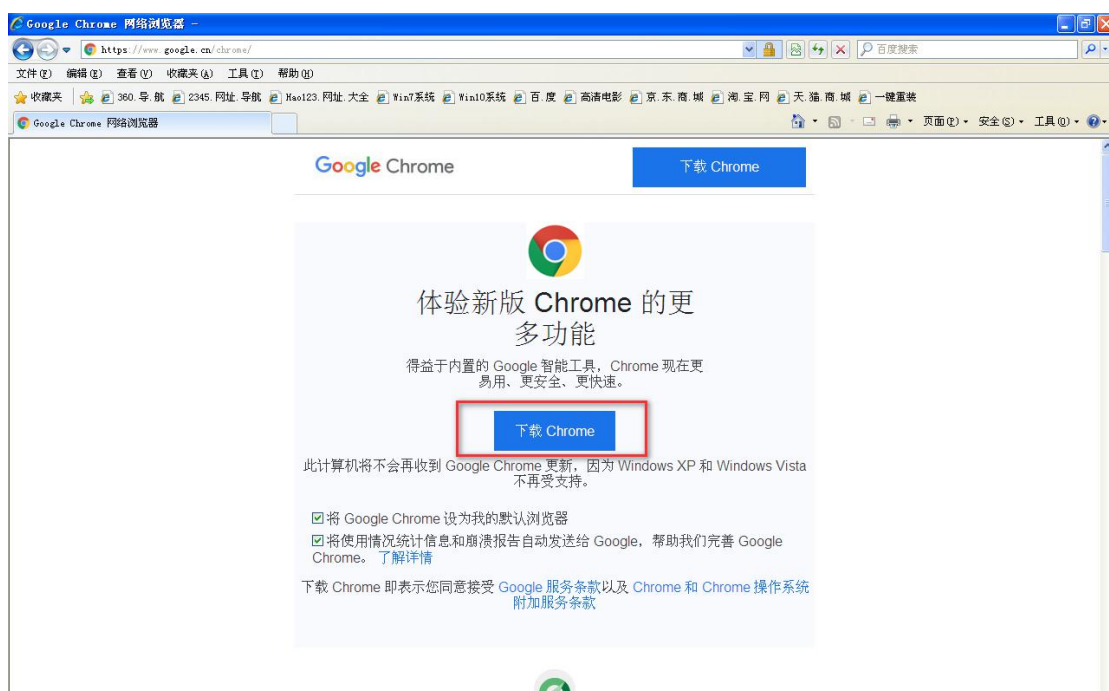 Google Chrome 网络浏览器 -
https://www.google.cn/chrome/
百度搜索
文件(F) 编辑(E) 查看(V) 收藏夹(A) 工具(T) 帮助(H)
收藏夹 360.导.航 2345.网址.导航 Hao123.网址.大全 Win7系统 Win10系统 百.度 高清电影 京.东.商.城 淘.宝.网 天.猫.商.城 一键重装
Google Chrome 网络浏览器 页面(P) 安全(S) 工具(O)
Google Chrome 下载 Chrome
体验新版 Chrome 的更
多功能
得益于内置的 Google 智能工具，Chrome 现在更
易用、更安全、更快速。
下载 Chrome
此计算机将不会再收到 Google Chrome 更新，因为 Windows XP 和 Windows Vista
不再受支持。
将 Google Chrome 设为我的默认浏览器
将使用情况统计信息和崩溃报告自动发送给 Google，帮助我们完善 Google
Chrome。 了解详情
下载 Chrome 即表示您同意接受 Google 服务条款以及 Chrome 和 Chrome 操作系统
附加服务条款